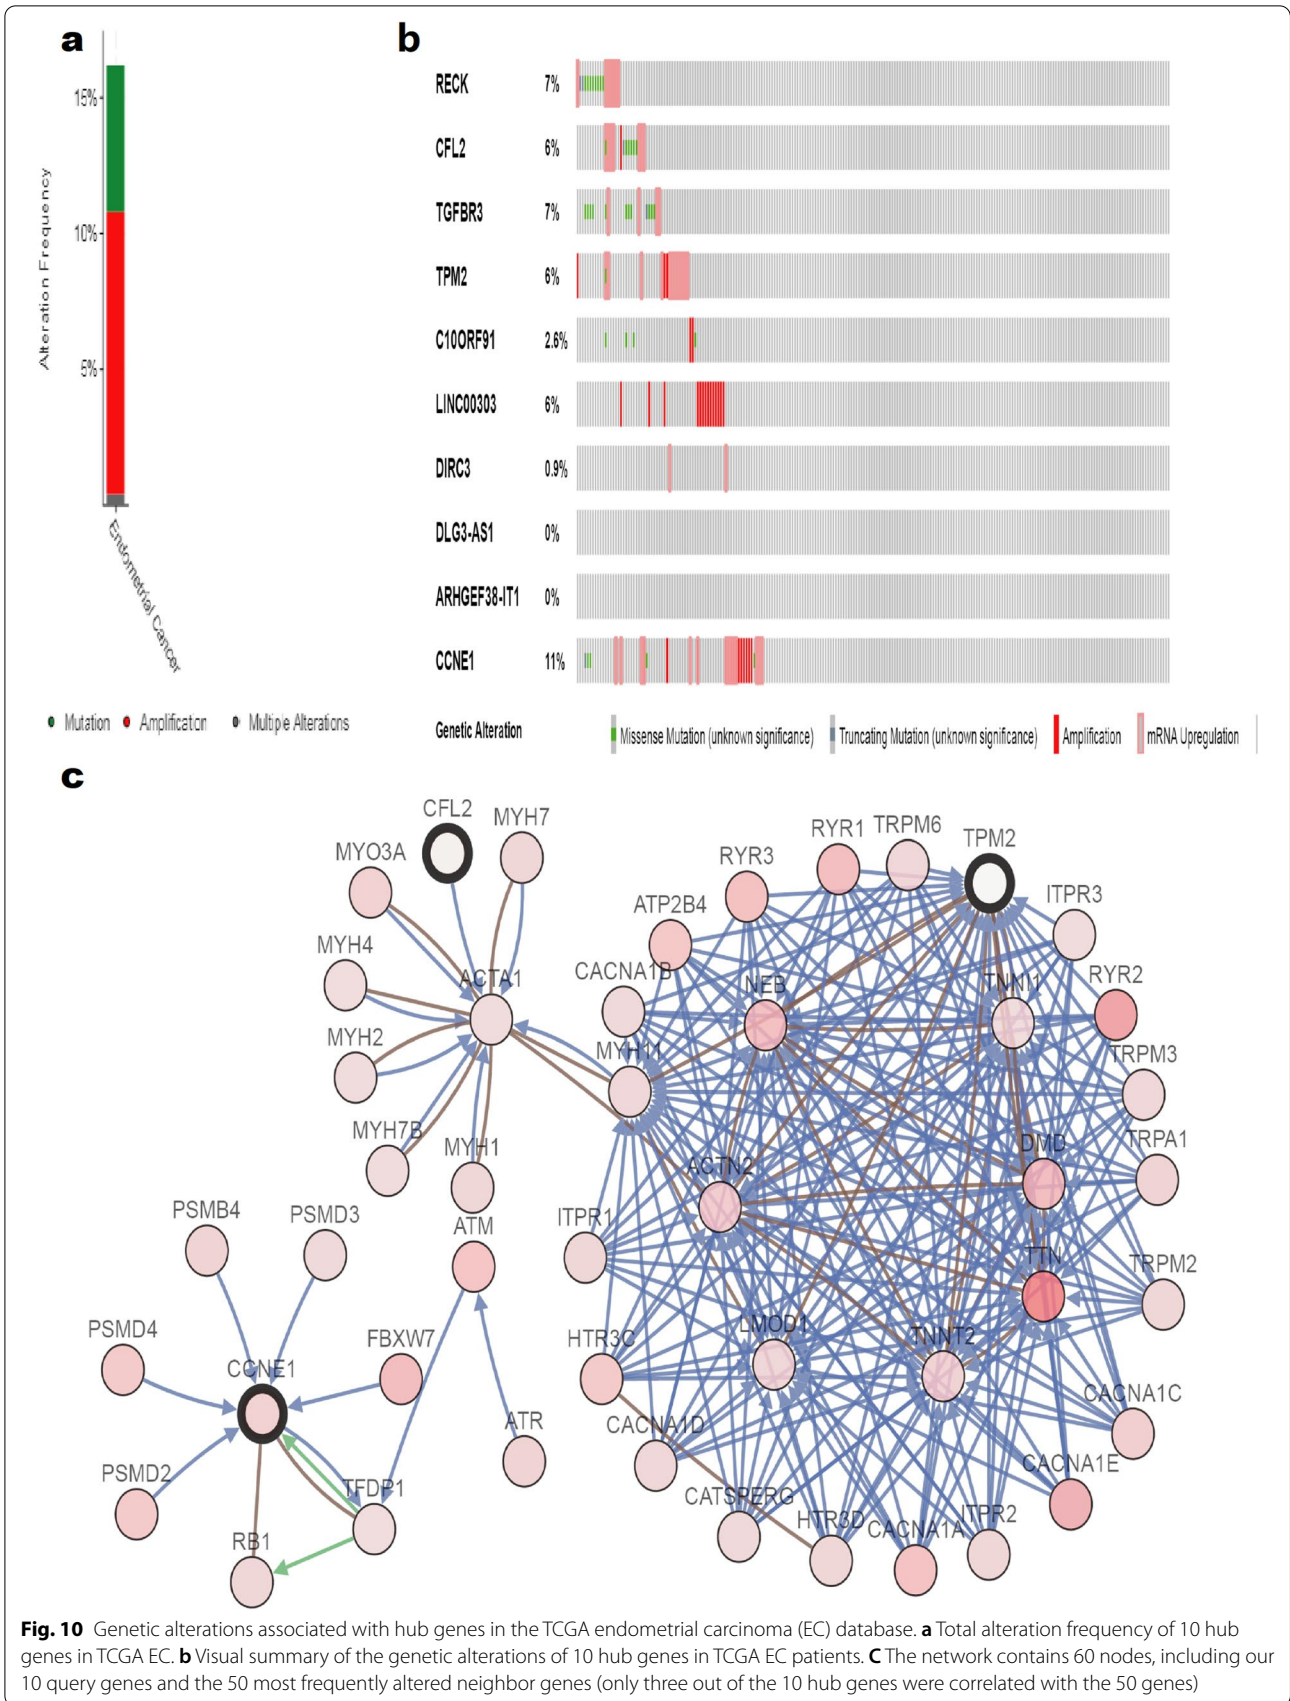 a
15%
10%
5%
Alteration Frequency
Endometrial Cancer
Mutation
Amplification
Multiple Alterations
b
RECK 7%
CFL2 6%
TGFBR3 7%
TPM2 6%
C10ORF91 2.6%
LINC00303 6%
DIRC3 0.9%
DLG3-AS1 0%
ARHGEF38-IT1 0%
CCNE1 11%
Genetic Alteration
Missense Mutation (unknown significance)
Truncating Mutation (unknown significance)
Amplification
mRNA Upregulation
c
CFL2
MYH7
MYO3A
MYH4
ACTA1
MYH2
MYH7B
MYH1
RYR1
TRPM6
TPM2
RYR3
ITPR3
ATP2B4
CACNA1B
NEB
TNNI1
RYR2
MYH11
TRPM3
DMD
TRPA1
ACTN2
ITPR1
TTN
TRPM2
LMOD1
TNNT2
HTR3C
CACNA1C
CACNA1D
CACNA1E
CATSPERG
HTR3D
CACNA1A
ITPR2
PSMB4
PSMD3
ATM
PSMD4
CCNE1
FBXW7
ATR
PSMD2
TFDP1
RB1
Fig. 10 Genetic alterations associated with hub genes in the TCGA endometrial carcinoma (EC) database. a Total alteration frequency of 10 hub
genes in TCGA EC. b Visual summary of the genetic alterations of 10 hub genes in TCGA EC patients. C The network contains 60 nodes, including our
10 query genes and the 50 most frequently altered neighbor genes (only three out of the 10 hub genes were correlated with the 50 genes)